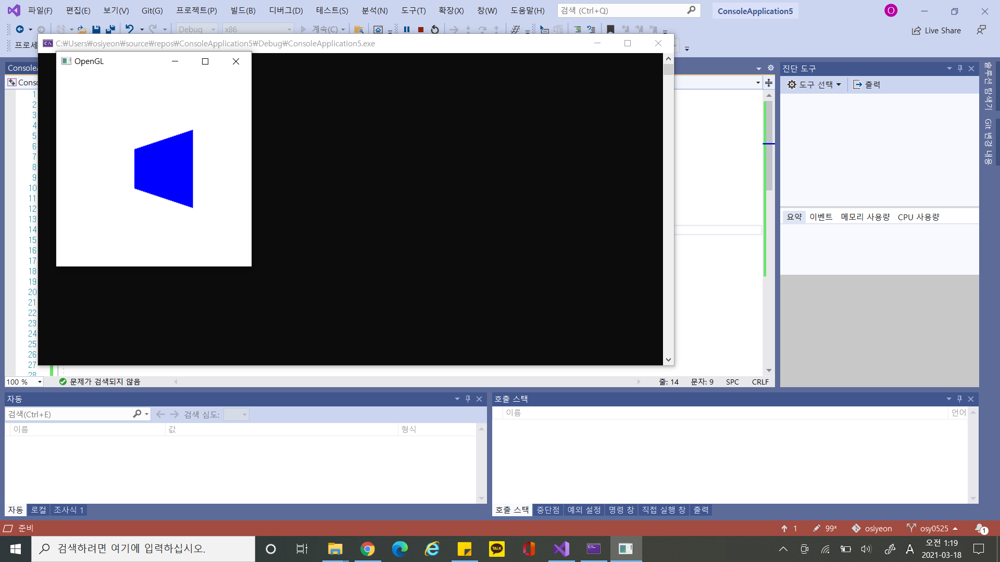 파일(F) 편집(E) 보기(V) Git(G) 프로젝트(P) 빌드(B) 디버그(D) 테스트(S) 분석(N) 도구(T) 확장(X) 창(W) 도움말(H) 검색 (Ctrl+Q) ConsoleApplication5 O
Debug x86 계속(C) Live Share
프로세
C:₩Users₩osiyeon₩source₩repos₩ConsoleApplication5₩Debug₩ConsoleApplication5.exe
OpenGL
진단 도구
도구 선택 출력
요약 이벤트 메모리 사용량 CPU 사용량
솔루션 탐색기
Git 변경 내용
1
2
3
4
5
6
7
8
9
10
11
12
13
14
15
16
17
18
19
20
21
22
23
24
25
26
27
28
100 % 문제가 검색되지 않음 줄: 14 문자: 9 SPC CRLF
자동
검색(Ctrl+E) 검색 심도:
이름 값 형식
자동 로컬 조사식 1
호출 스택
이름 언어
호출 스택 중단점 예외 설정 명령 창 직접 실행 창 출력
준비 1 99* osiyeon osy0525 1
검색하려면 여기에 입력하십시오.
TALK
A
오전 1:19
2021-03-18